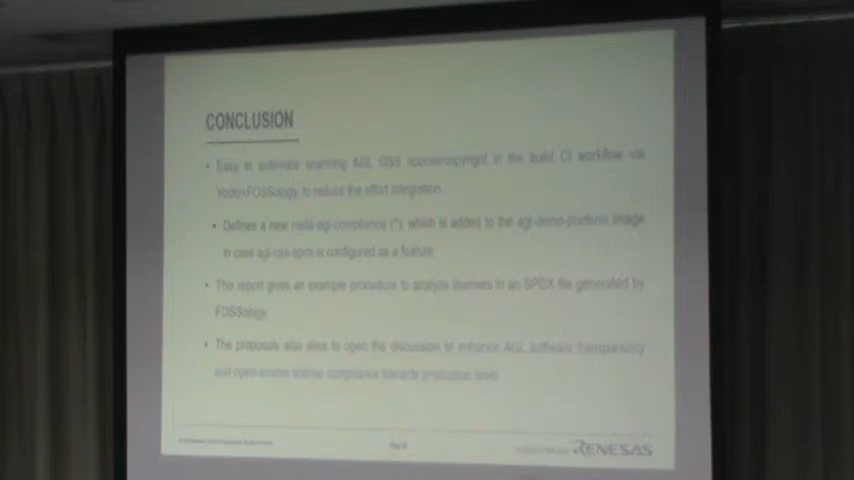 CONCLUSION
• Easy to automate scanning AGL OSS license/copyright in the build CI workflow via
Yocto+FOSSology to reduce the effort integration.
• Defines a new meta-agl-compliance (*), which is added to the agl-demo-platform image
in case is configured as a feature
• The report gives an example procedure to analyze licenses in an SPDX file generated by
FOSSology
• The proposals also aims to open the discussion to enhance AGL software transparency
and open-source license compliance towards production level
RENESAS